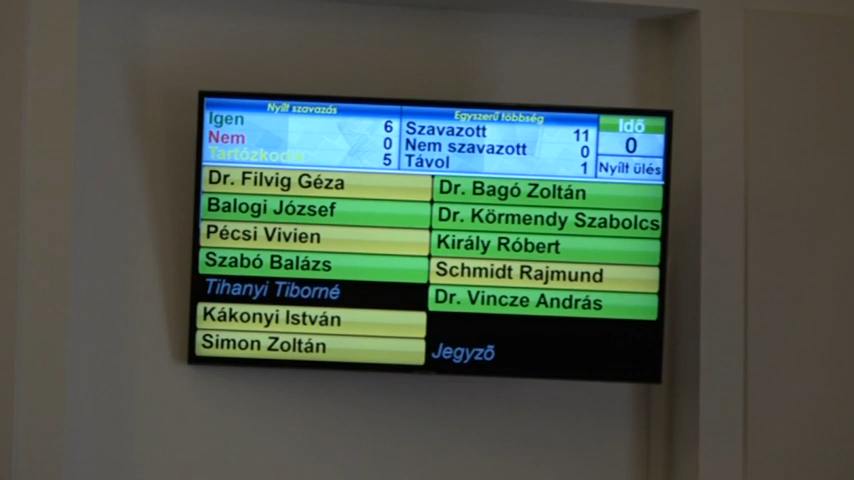 Nyílt szavazás
Igen 6
Nem 0
Tartózkodik 5
Egyszerű többség
Szavazott 11
Nem szavazott 0
Távol 1
Idő
0
Nyílt ülés
Dr. Filvig Géza
Balogi József
Pécsi Vivien
Szabó Balázs
Tihanyi Tiborné
Kákonyi István
Simon Zoltán
Dr. Bagó Zoltán
Dr. Körmendy Szabolcs
Király Róbert
Schmidt Rajmund
Dr. Vincze András
Jegyzõ